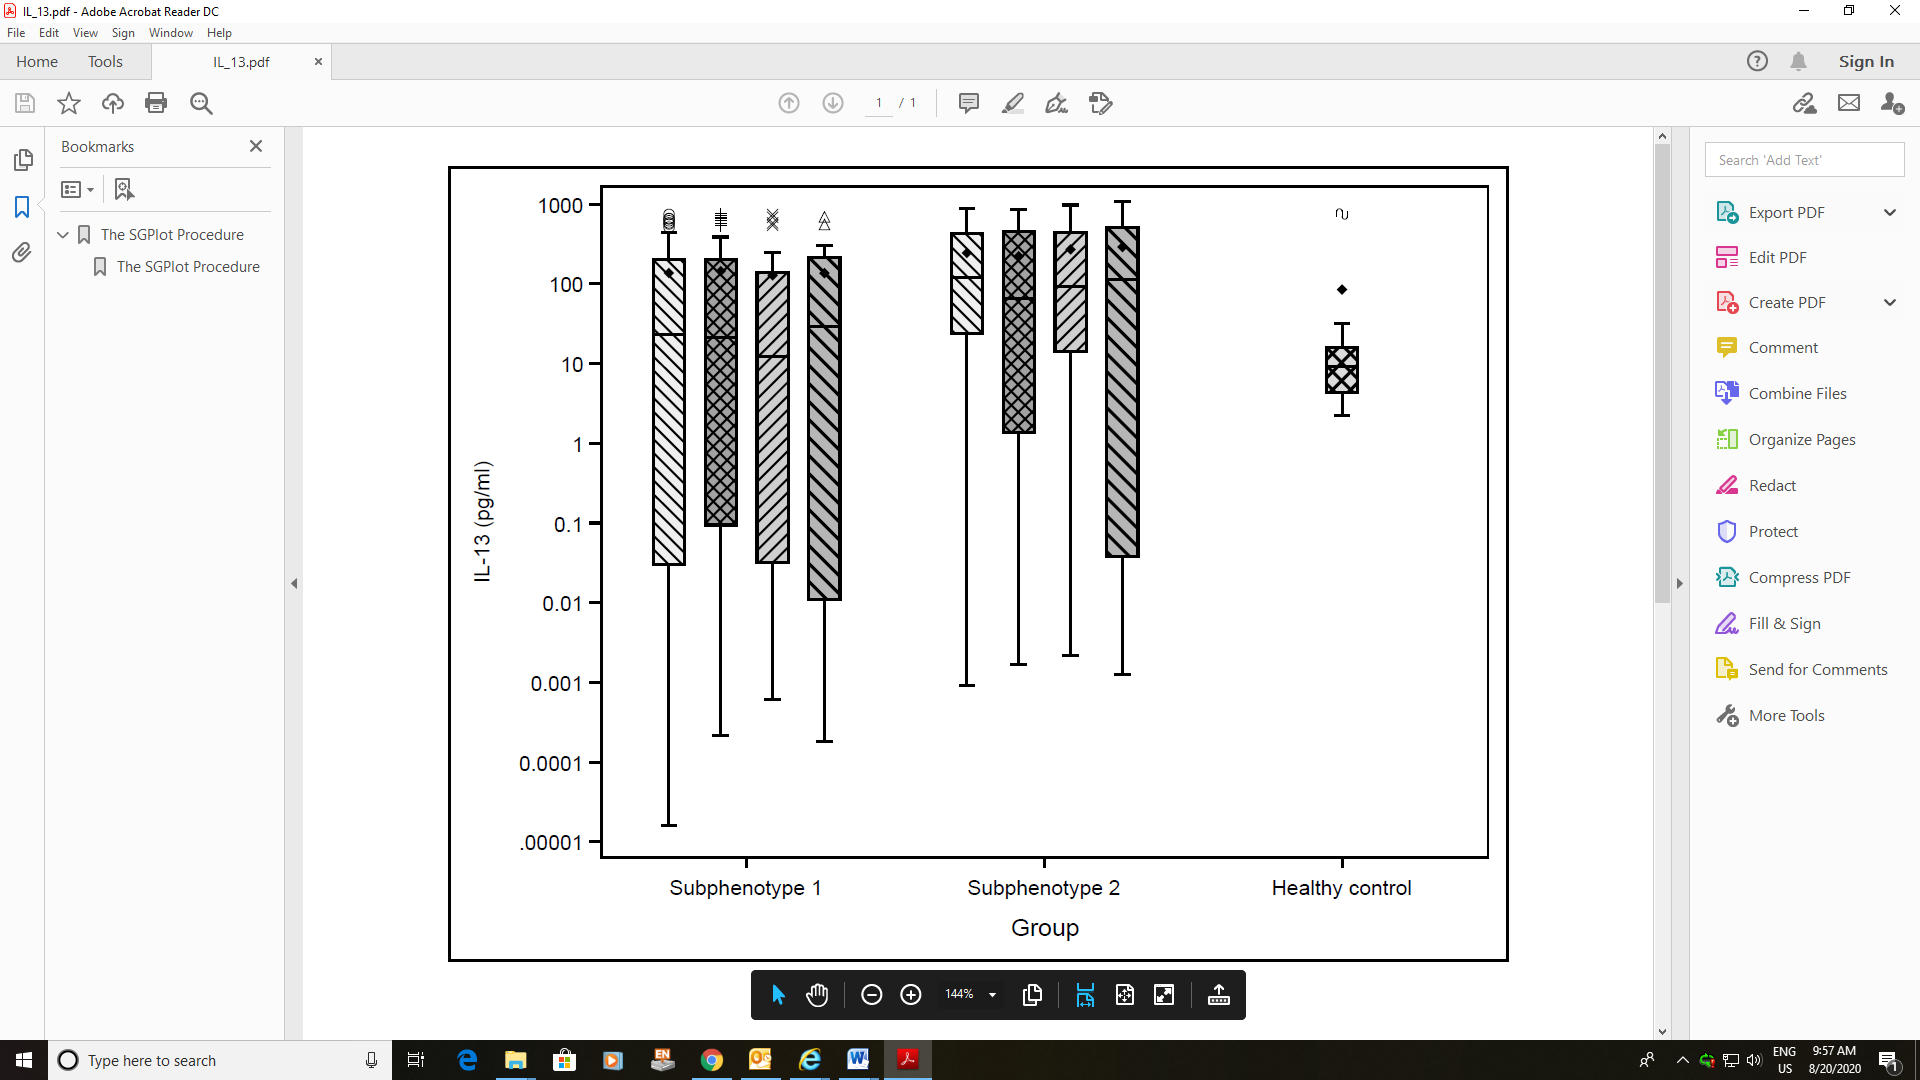 IL_13.pdf - Adobe Acrobat Reader DC
File Edit View Sign Window Help
Home Tools IL_13.pdf
Sign In
1 / 1
Bookmarks
The SGPlot Procedure
The SGPlot Procedure
1000
100
10
1
0.1
0.01
0.001
0.0001
.00001
IL-13 (pg/ml)
Subphenotype 1 Subphenotype 2 Healthy control
Group
144%
Search 'Add Text'
Export PDF
Edit PDF
Create PDF
Comment
Combine Files
Organize Pages
Redact
Protect
Compress PDF
Fill & Sign
Send for Comments
More Tools
Type here to search
EN
ENG
US
9:57 AM
8/20/2020
1